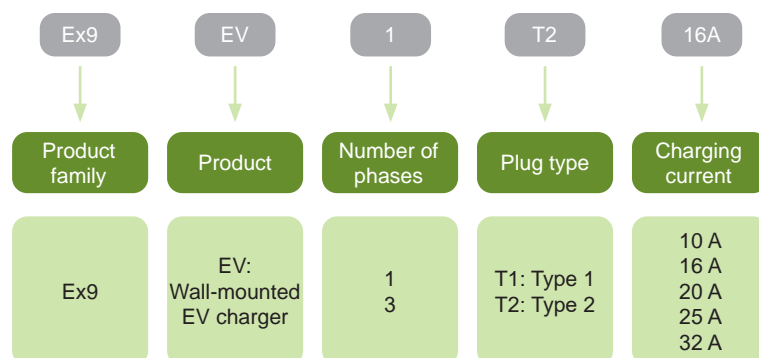 Ex9 EV 1 T2 16A
Product family
Product
Number of phases
Plug type
Charging current
Ex9
EV:
Wall-mounted
EV charger
1
3
T1: Type 1
T2: Type 2
10 A
16 A
20 A
25 A
32 A